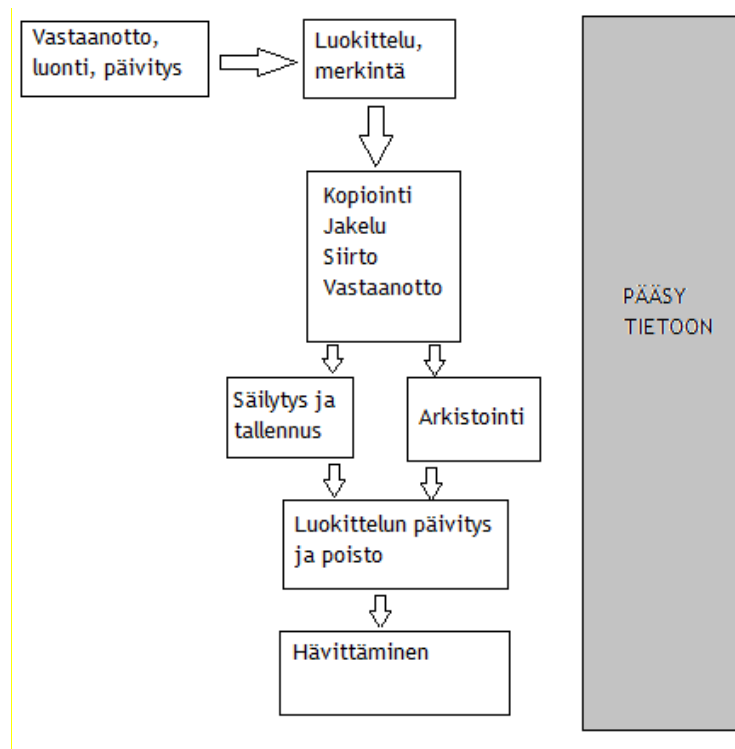 Vastaanotto,
luonti, päivitys
Luokittelu,
merkintä
Kopiointi
Jakelu
Siirto
Vastaanotto
PÄÄSY
TIETOON
Säilytys ja
tallennus
Arkistointi
Luokittelun päivitys
ja poisto
Hävittäminen